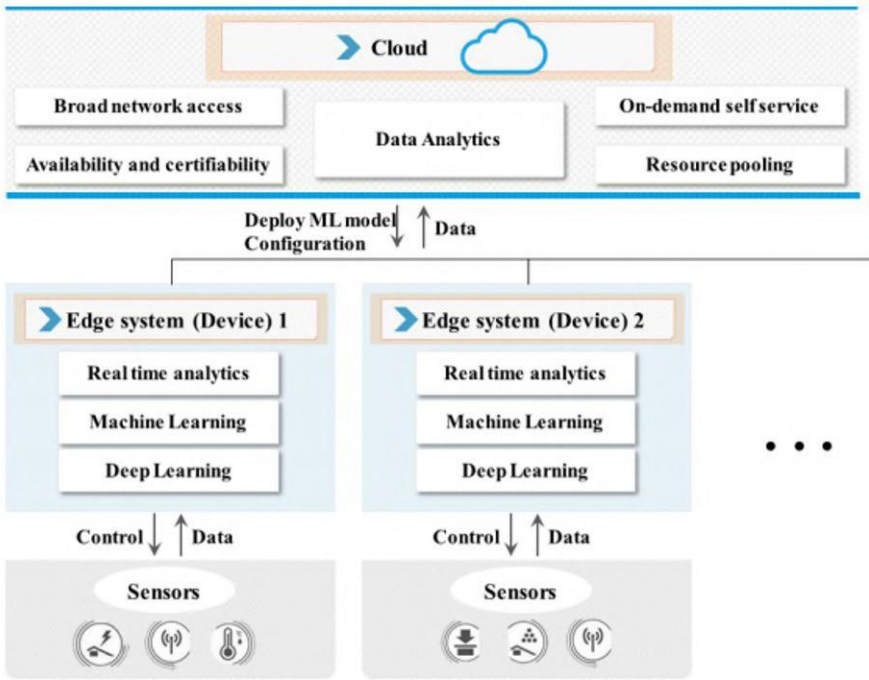 Cloud
Broad network access
Data Analytics
On-demand self service
Availability and certifiability
Resource pooling
Deploy ML model
Configuration
Data
Edge system (Device) 1
Edge system (Device) 2
Real time analytics
Real time analytics
Machine Learning
Machine Learning
Deep Learning
Deep Learning
. . .
Control
Data
Control
Data
Sensors
Sensors